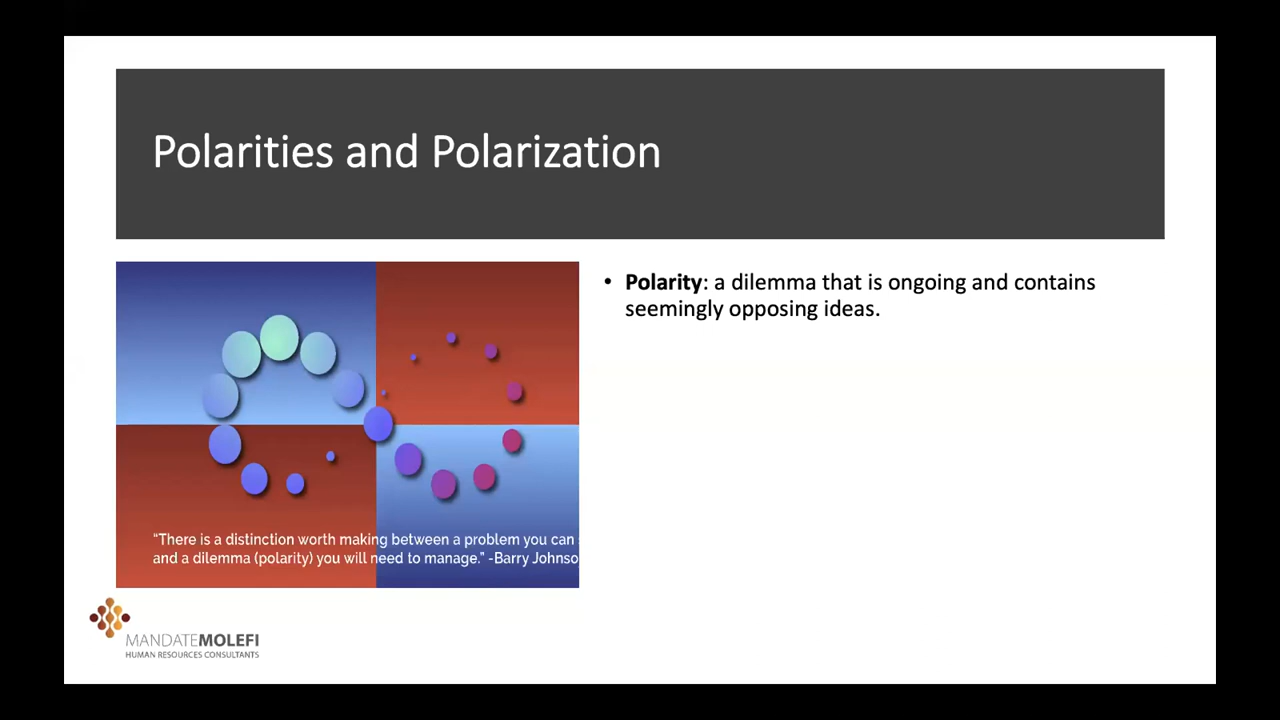 Polarities and Polarization
• Polarity: a dilemma that is ongoing and contains
seemingly opposing ideas.
“There is a distinction worth making between a problem you can
and a dilemma (polarity) you will need to manage.” -Barry Johnso
MANDATEMOLEFI
HUMAN RESOURCES CONSULTANTS